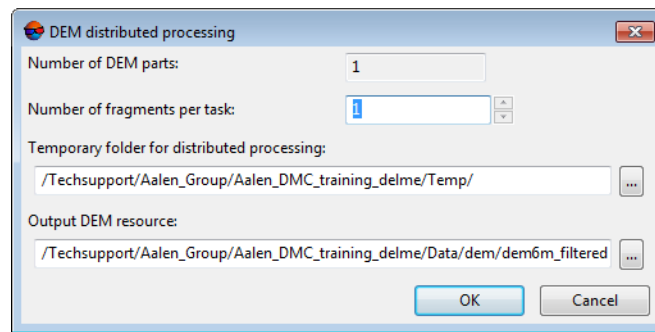 DEM distributed processing
Number of DEM parts: 1
Number of fragments per task: 1
Temporary folder for distributed processing:
/Techsupport/Aalen_Group/Aalen_DMC_training_delme/Temp/ ...
Output DEM resource:
/Techsupport/Aalen_Group/Aalen_DMC_training_delme/Data/dem/dem6m_filtered ...
OK Cancel